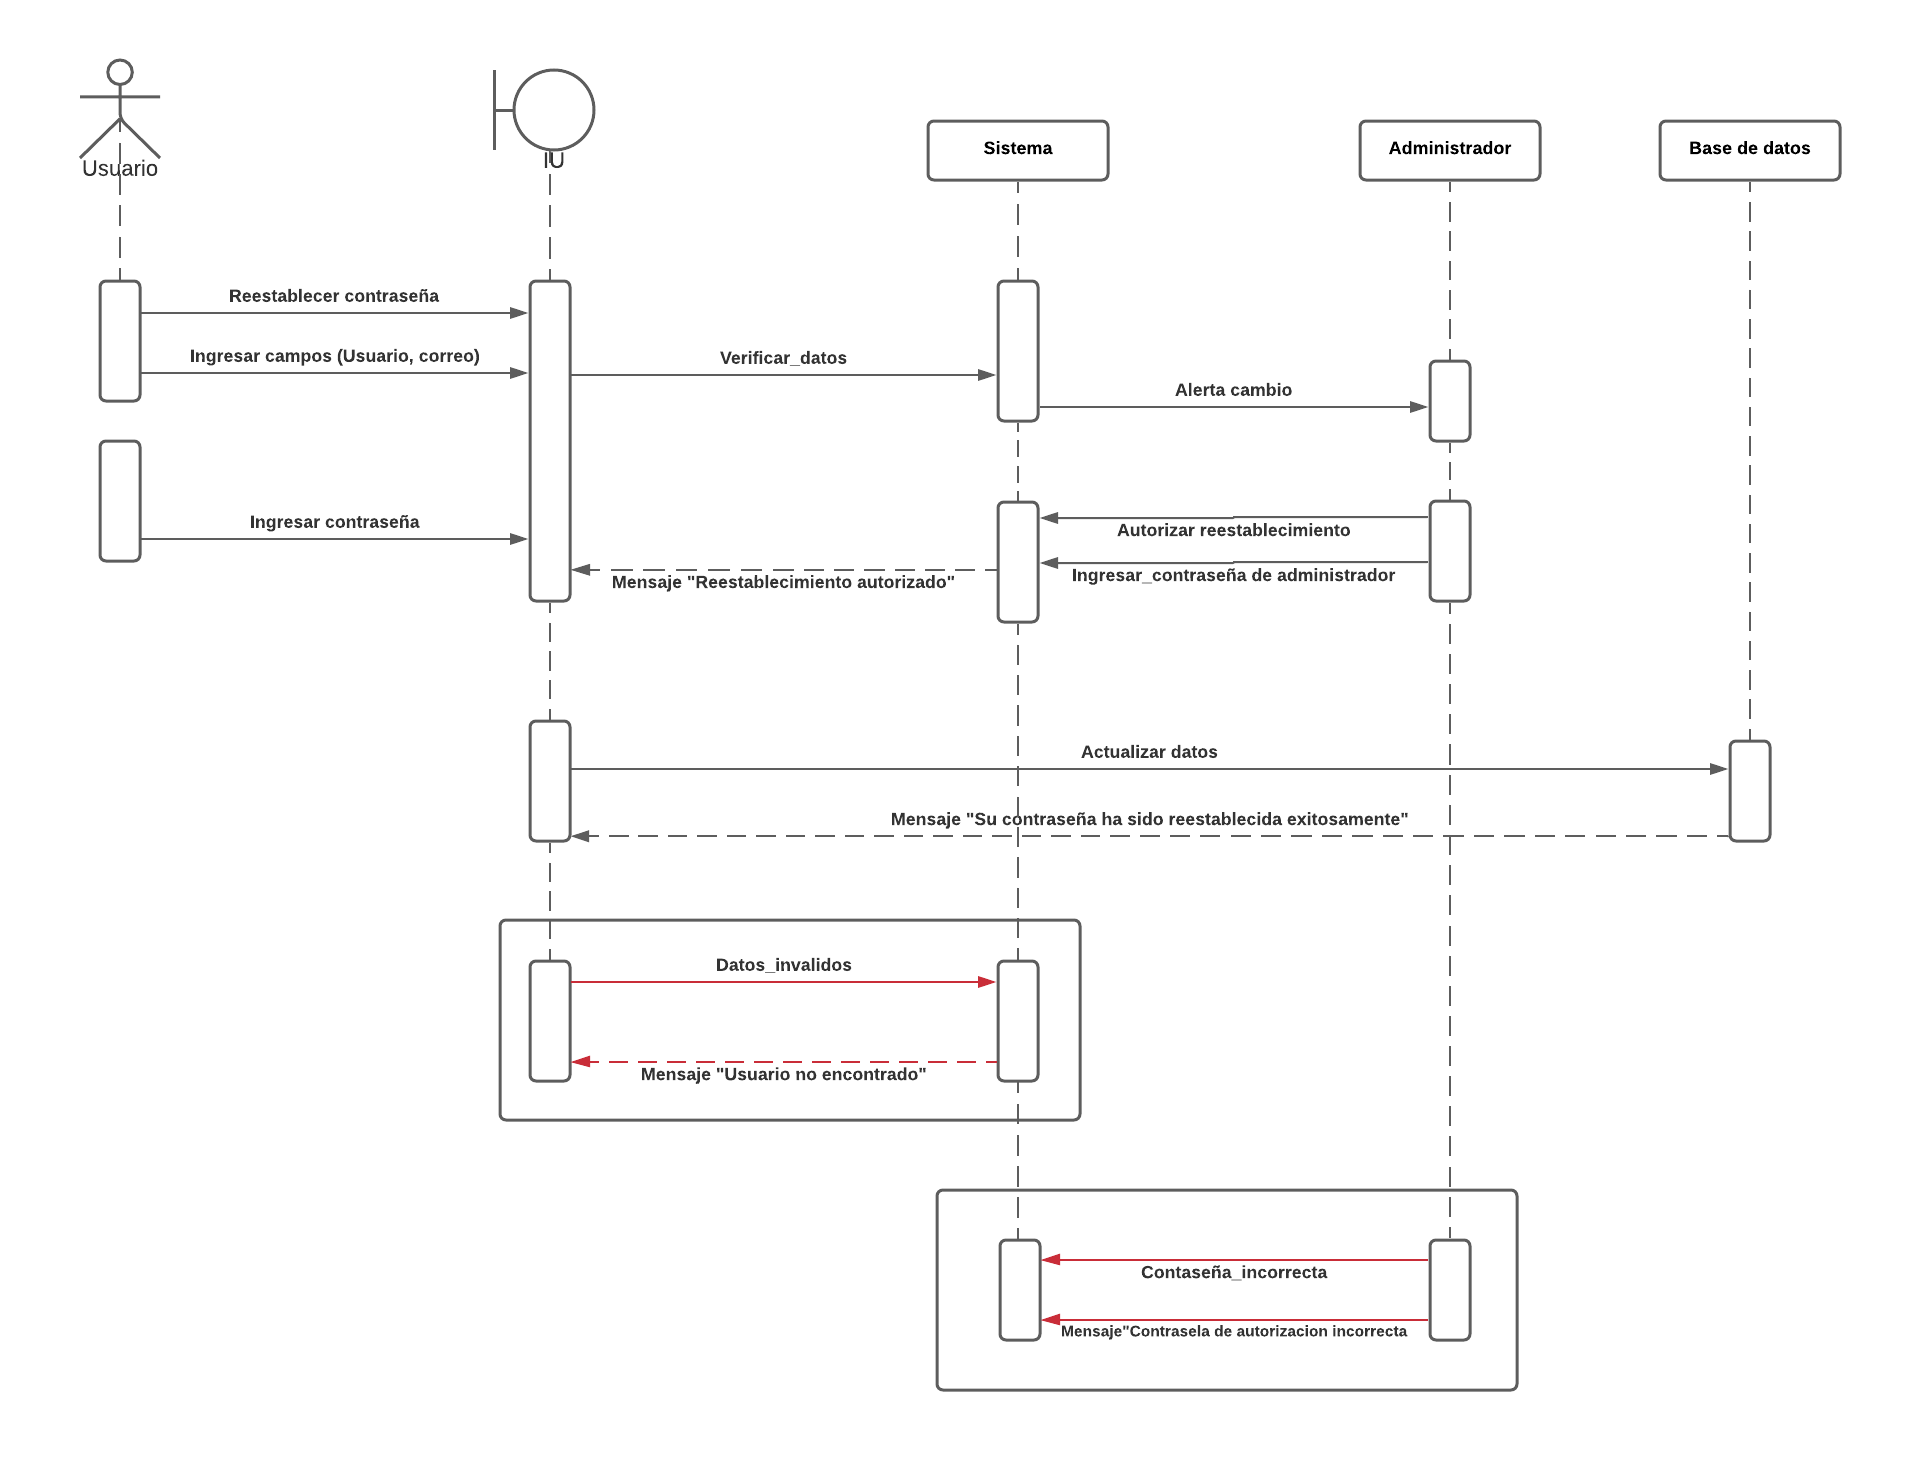 Usuario
IU
Sistema
Administrador
Base de datos
Reestablecer contraseña
Ingresar campos (Usuario, correo)
Verificar_datos
Alerta cambio
Ingresar contraseña
Autorizar reestablecimiento
Ingresar_contraseña de administrador
Mensaje "Reestablecimiento autorizado"
Actualizar datos
Mensaje "Su contraseña ha sido reestablecida exitosamente"
Datos_invalidos
Mensaje "Usuario no encontrado"
Contaseña_incorrecta
Mensaje"Contrasela de autorizacion incorrecta